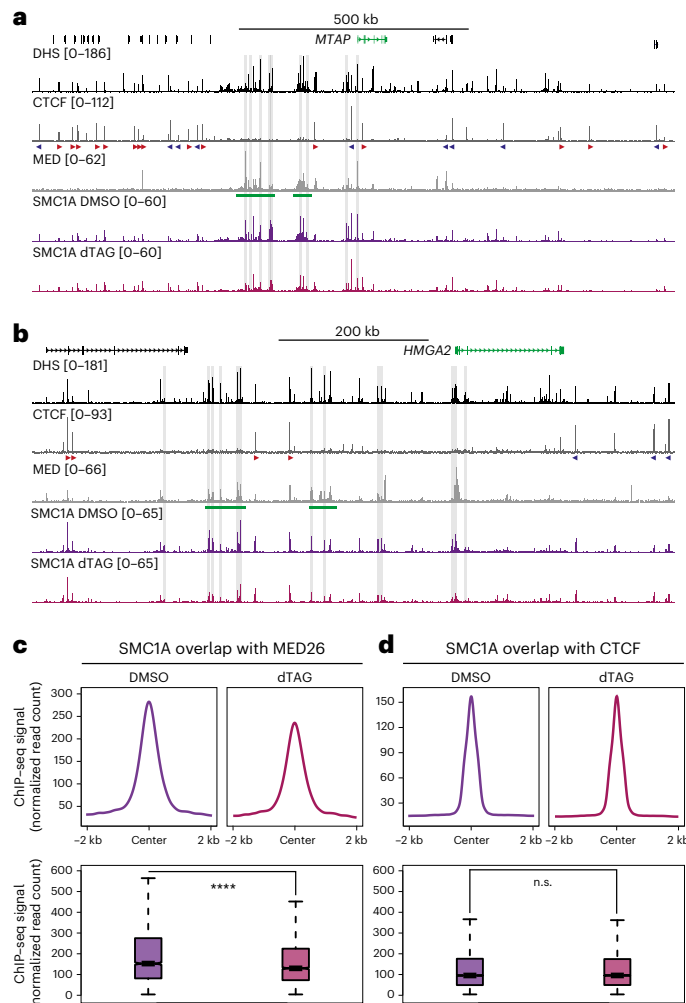 a
500 kb
MTAP
DHS [0–186]
CTCF [0–112]
MED [0–62]
SMC1A DMSO [0–60]
SMC1A dTAG [0–60]
b
200 kb
HMGA2
DHS [0–181]
CTCF [0–93]
MED [0–66]
SMC1A DMSO [0–65]
SMC1A dTAG [0–65]
c
SMC1A overlap with MED26
DMSO
dTAG
ChIP–seq signal
(normalized read count)
300
250
200
150
100
50
–2 kb
Center
2 kb
–2 kb
Center
2 kb
ChIP–seq signal
(normalized read count)
600
500
400
300
200
100
0
****
d
SMC1A overlap with CTCF
DMSO
dTAG
150
120
90
60
30
–2 kb
Center
2 kb
–2 kb
Center
2 kb
600
500
400
300
200
100
0
n.s.